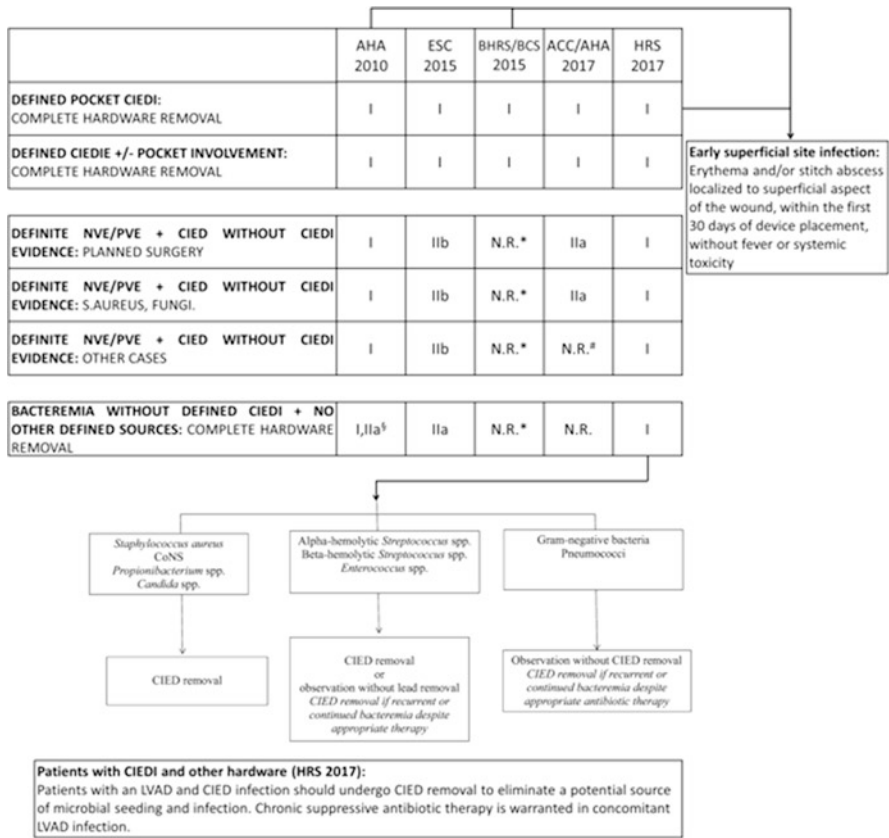 AHA 2010 ESC 2015 BHRS/BCS 2015 ACC/AHA 2017 HRS 2017
DEFINED POCKET CIEDI:
COMPLETE HARDWARE REMOVAL
I I I I I
DEFINED CIEDIE +/- POCKET INVOLVEMENT:
COMPLETE HARDWARE REMOVAL
I I I I I
Early superficial site infection:
Erythema and/or stitch abscess
localized to superficial aspect
of the wound, within the first
30 days of device placement,
without fever or systemic
toxicity
DEFINITE NVE/PVE + CIED WITHOUT CIEDI
EVIDENCE: PLANNED SURGERY
I IIb N.R.* IIa I
DEFINITE NVE/PVE + CIED WITHOUT CIEDI
EVIDENCE: S.AUREUS, FUNGI.
I IIb N.R.* IIa I
DEFINITE NVE/PVE + CIED WITHOUT CIEDI
EVIDENCE: OTHER CASES
I IIb N.R.* N.R.# I
BACTEREMIA WITHOUT DEFINED CIEDI + NO
OTHER DEFINED SOURCES: COMPLETE HARDWARE
REMOVAL
I,IIa§ IIa N.R.* N.R. I
Staphylococcus aureus
CoNS
Propionibacterium spp.
Candida spp.
Alpha-hemolytic Streptococcus spp.
Beta-hemolytic Streptococcus spp.
Enterococcus spp.
Gram-negative bacteria
Pneumococci
CIED removal
CIED removal
or
observation without lead removal
CIED removal if recurrent or
continued bacteremia despite
appropriate therapy
Observation without CIED removal
CIED removal if recurrent or
continued bacteremia despite
appropriate antibiotic therapy
Patients with CIEDI and other hardware (HRS 2017):
Patients with an LVAD and CIED infection should undergo CIED removal to eliminate a potential source
of microbial seeding and infection. Chronic suppressive antibiotic therapy is warranted in concomitant
LVAD infection.